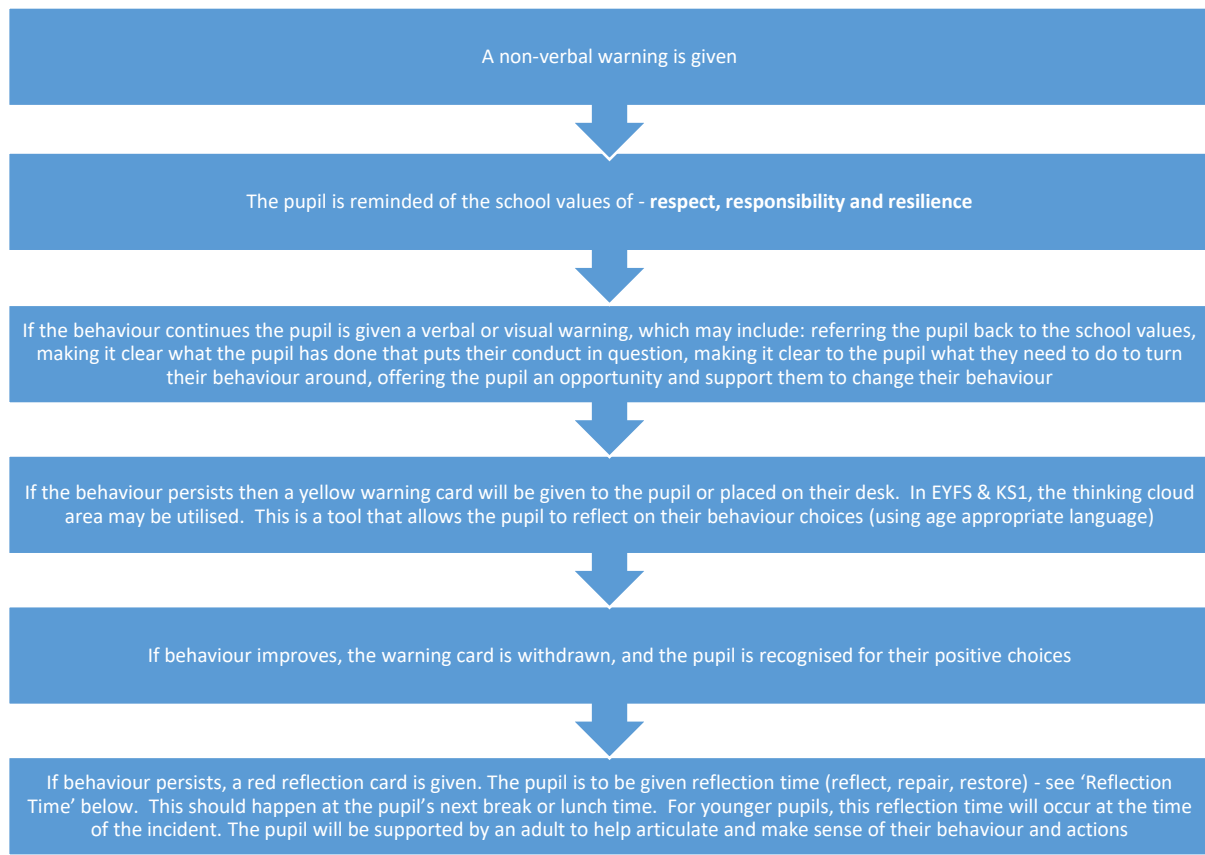 A non-verbal warning is given
The pupil is reminded of the school values of - respect, responsibility and resilience
If the behaviour continues the pupil is given a verbal or visual warning, which may include: referring the pupil back to the school values,
making it clear what the pupil has done that puts their conduct in question, making it clear to the pupil what they need to do to turn
their behaviour around, offering the pupil an opportunity and support them to change their behaviour
If the behaviour persists then a yellow warning card will be given to the pupil or placed on their desk.  In EYFS & KS1, the thinking cloud
area may be utilised.  This is a tool that allows the pupil to reflect on their behaviour choices (using age appropriate language)
If behaviour improves, the warning card is withdrawn, and the pupil is recognised for their positive choices
If behaviour persists, a red reflection card is given. The pupil is to be given reflection time (reflect, repair, restore) - see ‘Reflection
Time’ below.  This should happen at the pupil’s next break or lunch time.  For younger pupils, this reflection time will occur at the time
of the incident. The pupil will be supported by an adult to help articulate and make sense of their behaviour and actions